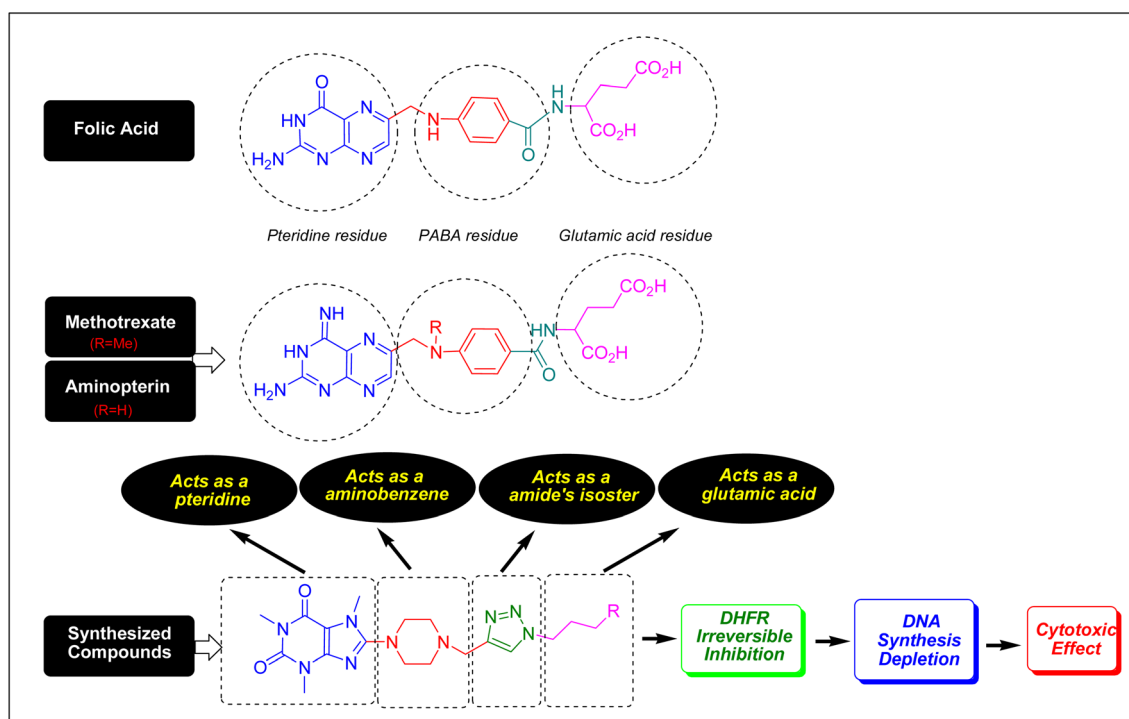 Folic Acid
O
HN
N
H₂N
N
N
N
H
H
N
O
CO₂H
CO₂H
Pteridine residue
PABA residue
Glutamic acid residue
Methotrexate
(R=Me)
Aminopterin
(R=H)
NH
HN
N
H₂N
N
N
R
N
HN
O
CO₂H
CO₂H
Acts as a
pteridine
Acts as a
aminobenzene
Acts as a
amide's isoster
Acts as a
glutamic acid
Synthesized
Compounds
O
N
N
O
N
N
N
N
N
N
N
R
DHFR
Irreversible
Inhibition
DNA
Synthesis
Depletion
Cytotoxic
Effect